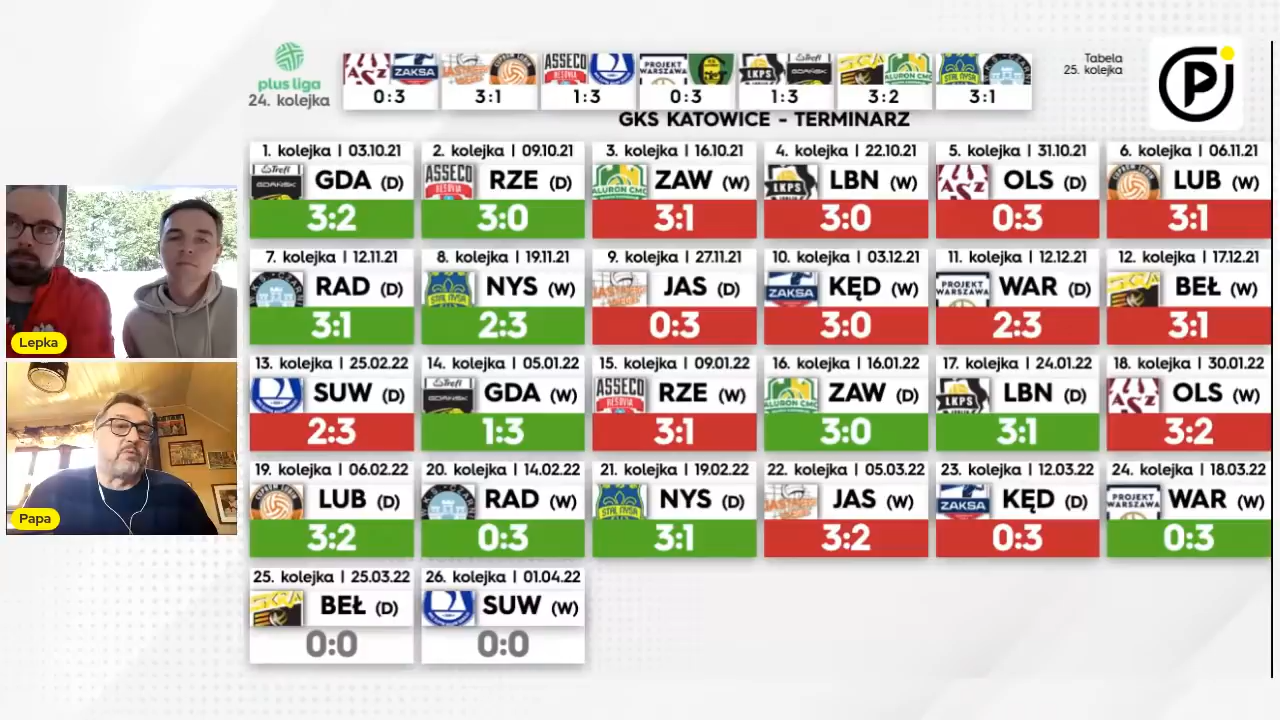 plus liga
24. kolejka
0:3
3:1
1:3
0:3
1:3
3:2
3:1
Tabela
25. kolejka
GKS KATOWICE - TERMINARZ
1. kolejka | 03.10.21
GDA (D)
3:2
2. kolejka | 09.10.21
RZE (D)
3:0
3. kolejka | 16.10.21
ZAW (W)
3:1
4. kolejka | 22.10.21
LBN (W)
3:0
5. kolejka | 31.10.21
OLS (D)
0:3
6. kolejka | 06.11.21
LUB (W)
3:1
7. kolejka | 12.11.21
RAD (D)
3:1
8. kolejka | 19.11.21
NYS (W)
2:3
9. kolejka | 27.11.21
JAS (D)
0:3
10. kolejka | 03.12.21
KĘD (W)
3:0
11. kolejka | 12.12.21
WAR (D)
2:3
12. kolejka | 17.12.21
BEŁ (W)
3:1
13. kolejka | 25.02.22
SUW (D)
2:3
14. kolejka | 05.01.22
GDA (W)
1:3
15. kolejka | 09.01.22
RZE (W)
3:1
16. kolejka | 16.01.22
ZAW (D)
3:0
17. kolejka | 24.01.22
LBN (D)
3:1
18. kolejka | 30.01.22
OLS (W)
3:2
19. kolejka | 06.02.22
LUB (D)
3:2
20. kolejka | 14.02.22
RAD (W)
0:3
21. kolejka | 19.02.22
NYS (D)
3:1
22. kolejka | 05.03.22
JAS (W)
3:2
23. kolejka | 12.03.22
KĘD (D)
0:3
24. kolejka | 18.03.22
WAR (W)
0:3
25. kolejka | 25.03.22
BEŁ (D)
0:0
26. kolejka | 01.04.22
SUW (W)
0:0
Lepka
Papa